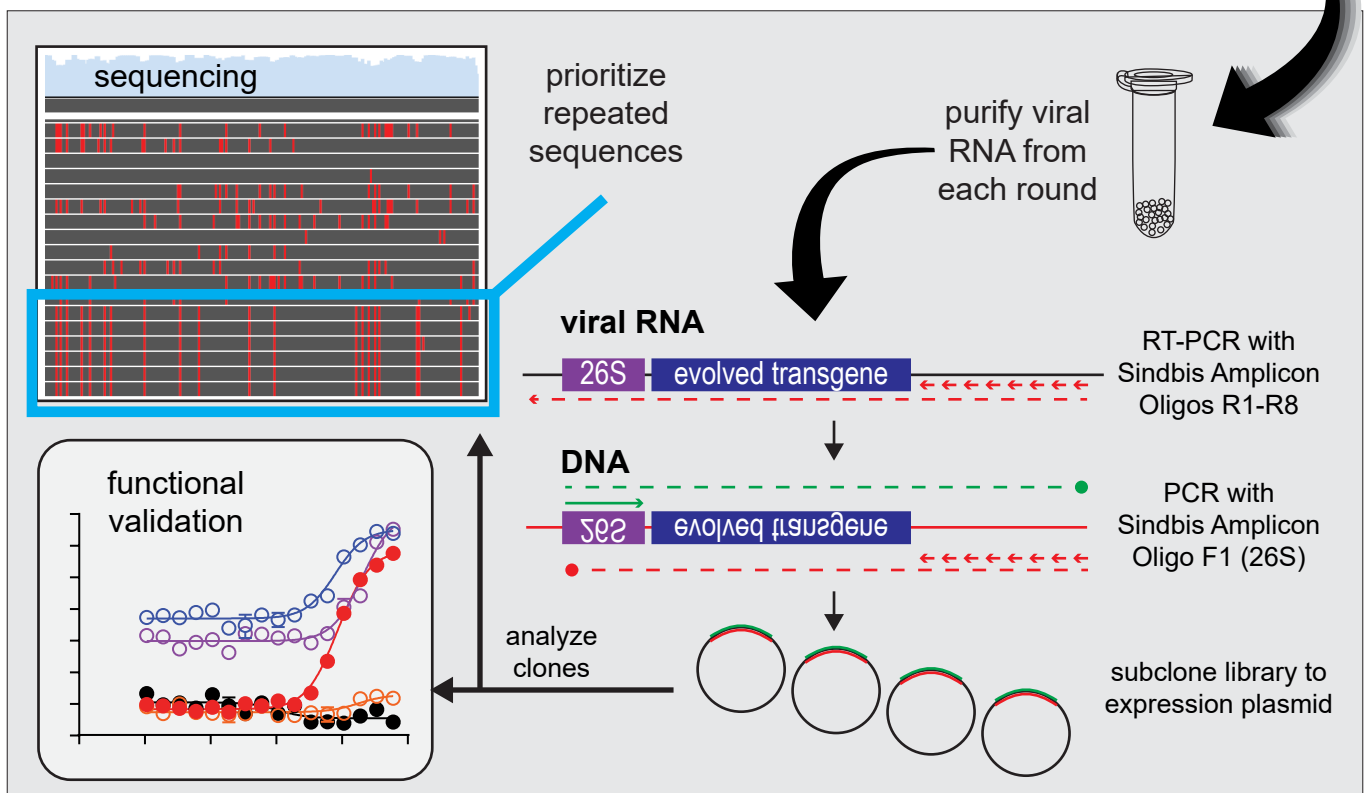 sequencing
prioritize
repeated
sequences
purify viral
RNA from
each round
viral RNA
26S
evolved transgene
RT-PCR with
Sindbis Amplicon
Oligos R1-R8
DNA
26S
evolved transgene
PCR with
Sindbis Amplicon
Oligo F1 (26S)
functional
validation
analyze
clones
subclone library to
expression plasmid